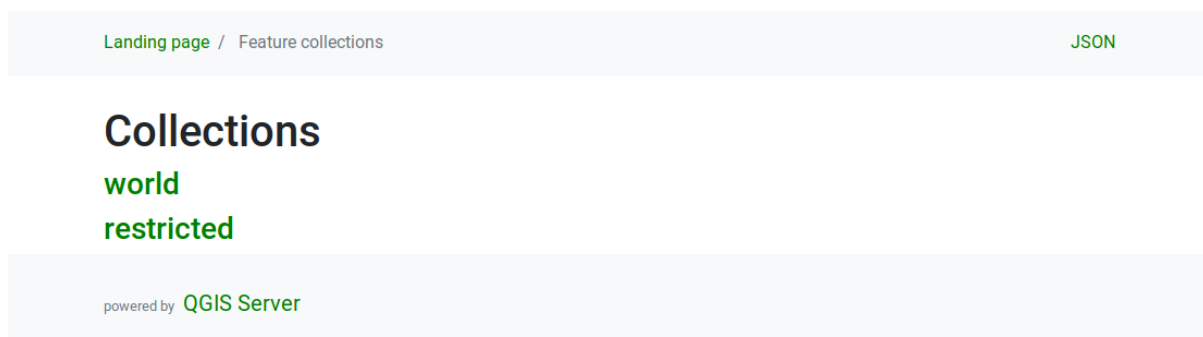 Landing page / Feature collections JSON
Collections
world
restricted
powered by QGIS Server